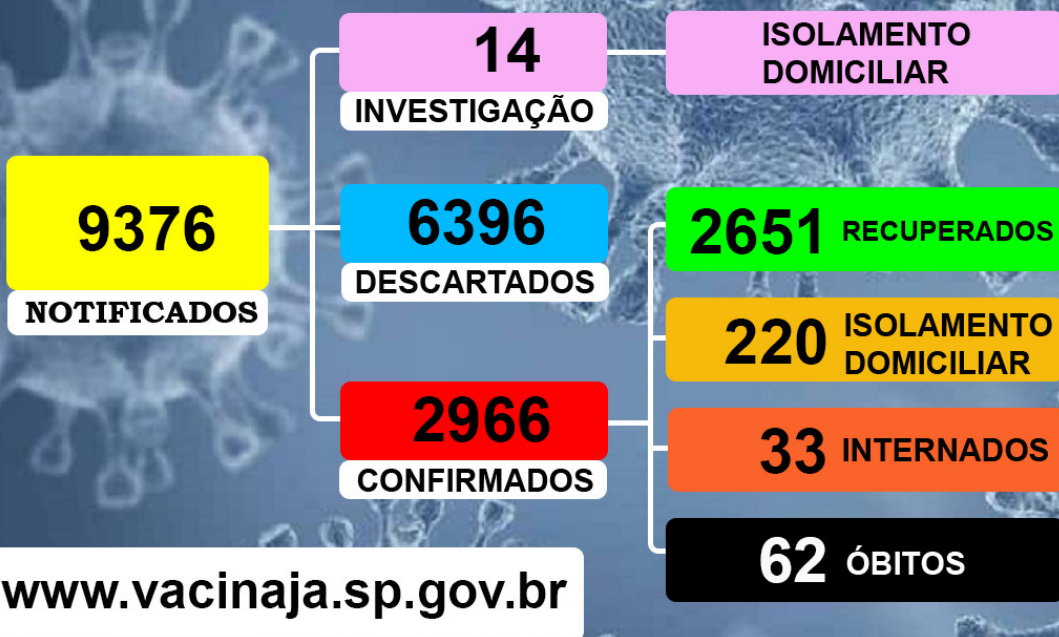 9376
NOTIFICADOS
14
INVESTIGAÇÃO
ISOLAMENTO
DOMICILIAR
6396
DESCARTADOS
2966
CONFIRMADOS
2651 RECUPERADOS
220 ISOLAMENTO
DOMICILIAR
33 INTERNADOS
62 ÓBITOS
www.vacinaja.sp.gov.br